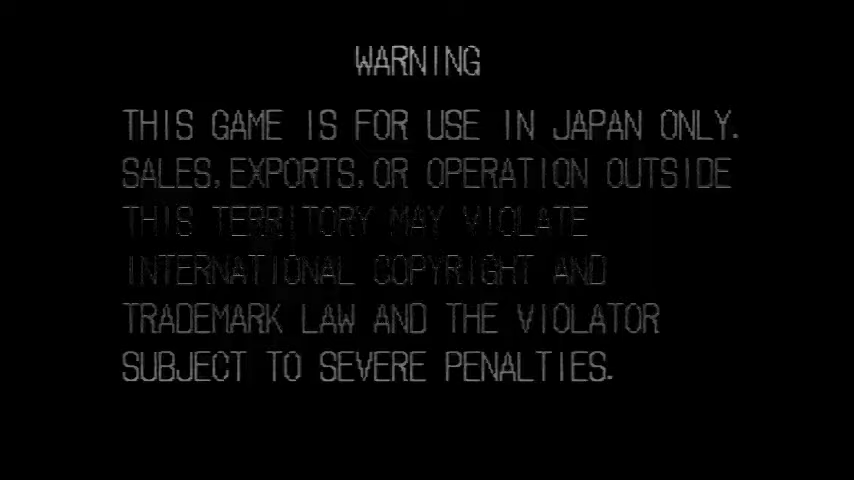 WARNING
THIS GAME IS FOR USE IN JAPAN ONLY.
SALES, EXPORTS, OR OPERATION OUTSIDE
THIS TERRITORY MAY VIOLATE
INTERNATIONAL COPYRIGHT AND
TRADEMARK LAW AND THE VIOLATOR
SUBJECT TO SEVERE PENALTIES.